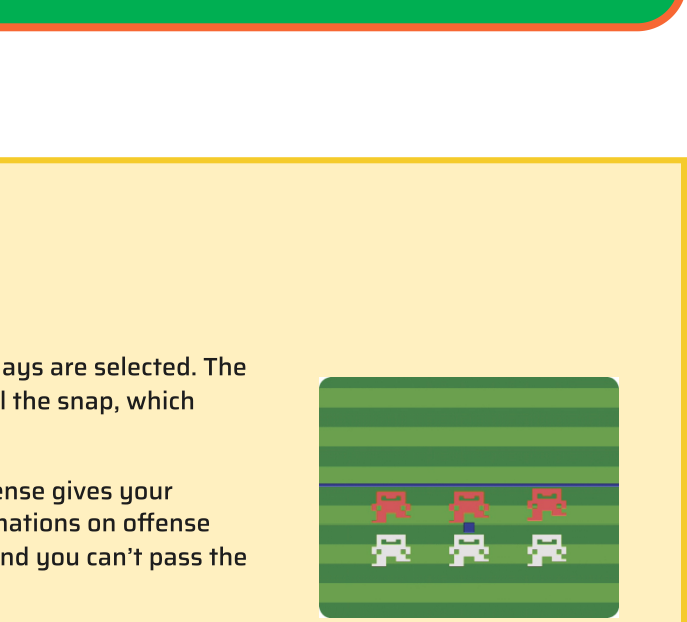 ays are selected. The
l the snap, which
ense gives your
nations on offense
nd you can't pass the